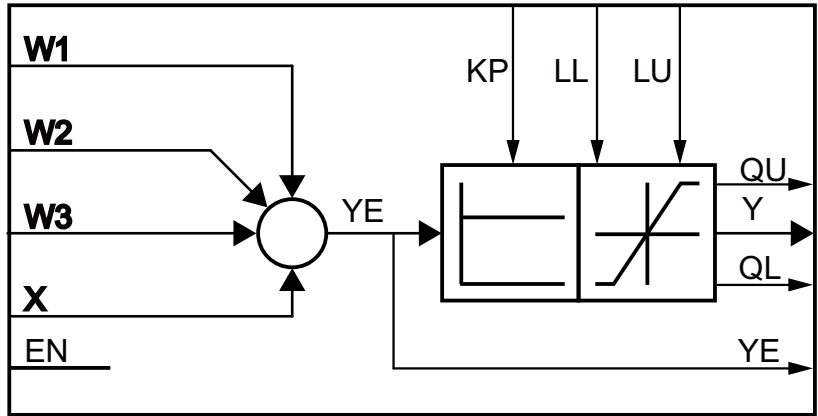 W1
KP LL LU
W2
QU
W3 YE Y
QL
X
EN YE